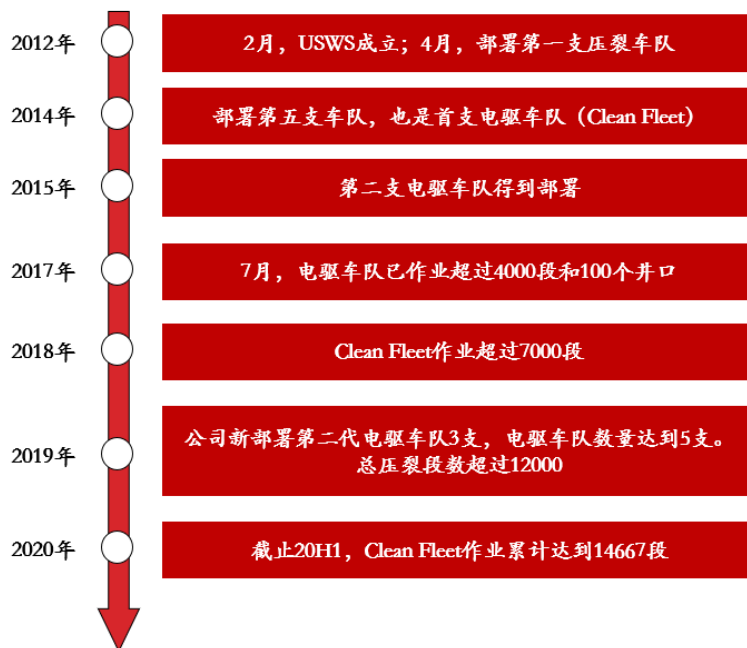 2012年
2月，USWS成立；4月，部署第一支压裂车队
2014年
部署第五支车队，也是首支电驱车队（Clean Fleet）
2015年
第二支电驱车队得到部署
2017年
7月，电驱车队已作业超过4000段和100个井口
2018年
Clean Fleet作业超过7000段
2019年
公司新部署第二代电驱车队3支，电驱车队数量达到5支。
总压裂段数超过12000
2020年
截止20H1，Clean Fleet作业累计达到14667段